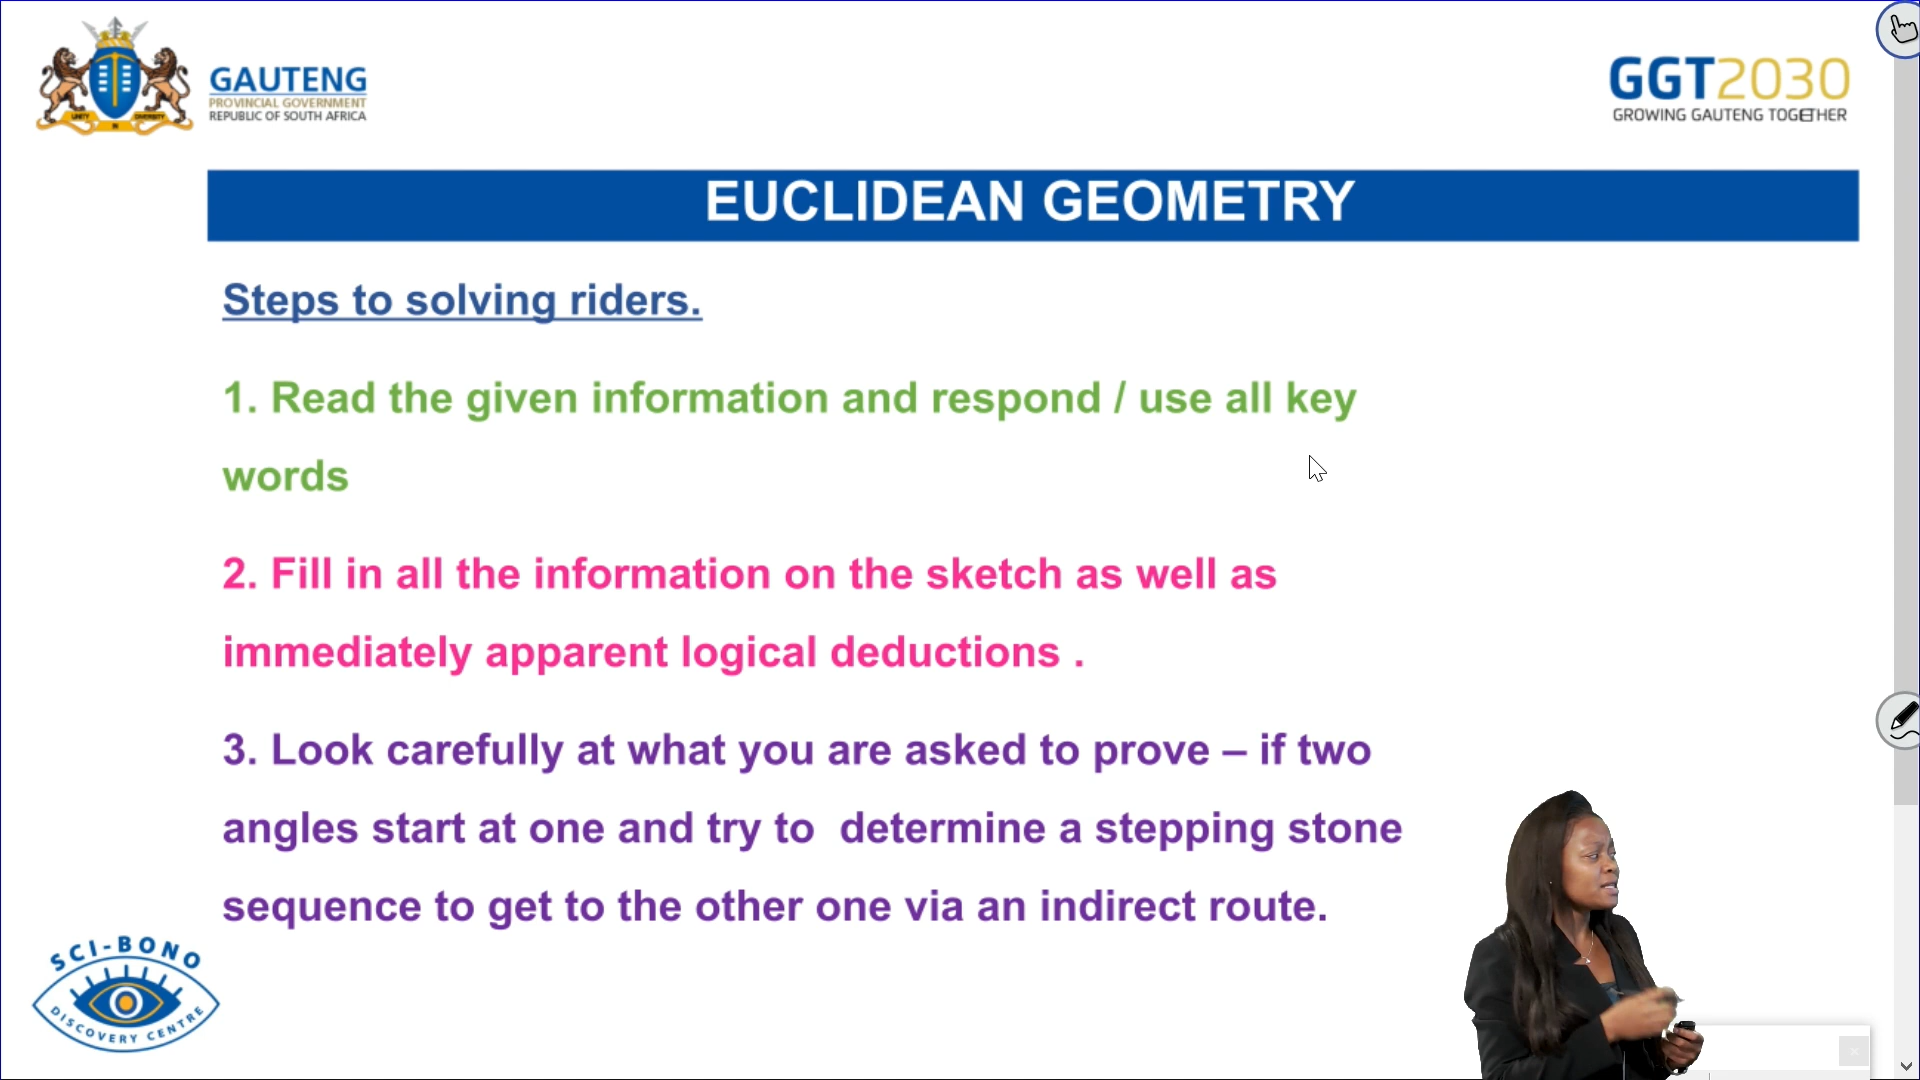 GAUTENG
PROVINCIAL GOVERNMENT
REPUBLIC OF SOUTH AFRICA
UNITY IN DIVERSITY
GGT2030
GROWING GAUTENG TOGETHER
EUCLIDEAN GEOMETRY
Steps to solving riders.
1. Read the given information and respond / use all key
words
2. Fill in all the information on the sketch as well as
immediately apparent logical deductions .
3. Look carefully at what you are asked to prove – if two
angles start at one and try to determine a stepping stone
sequence to get to the other one via an indirect route.
SCI-BONO
DISCOVERY CENTRE